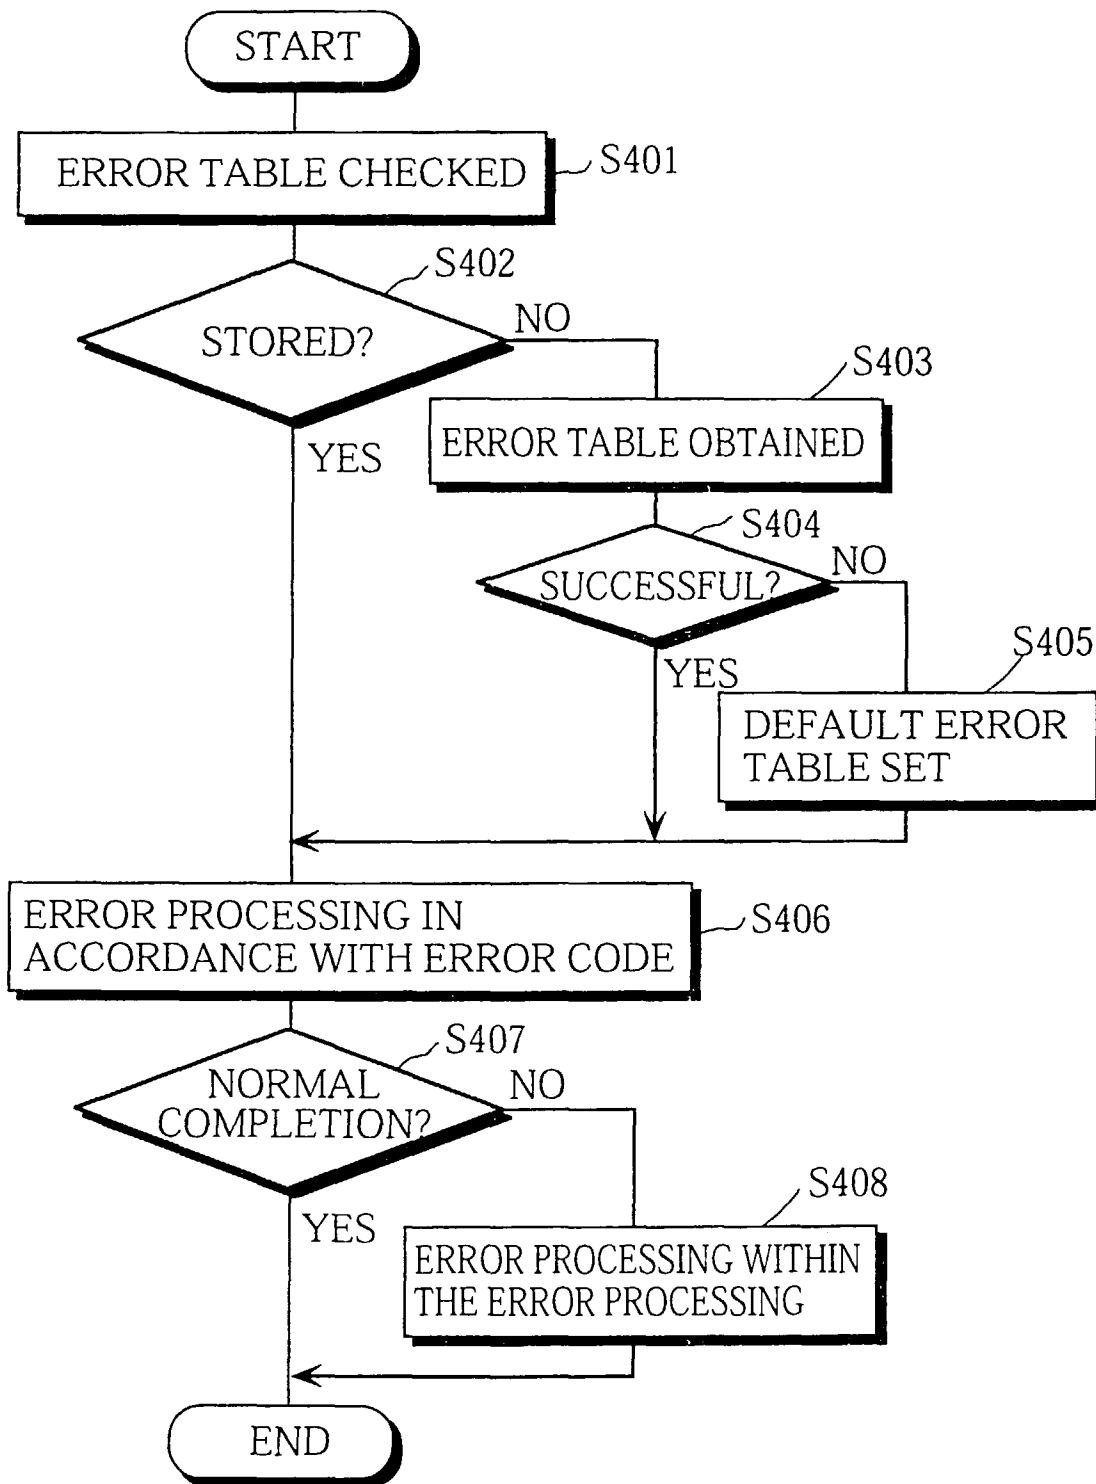 START
ERROR TABLE CHECKED
S401
S402
STORED?
NO
YES
S403
ERROR TABLE OBTAINED
S404
SUCCESSFUL?
NO
YES
S405
DEFAULT ERROR
TABLE SET
ERROR PROCESSING IN
ACCORDANCE WITH ERROR CODE
S406
S407
NORMAL
COMPLETION?
NO
YES
S408
ERROR PROCESSING WITHIN
THE ERROR PROCESSING
END